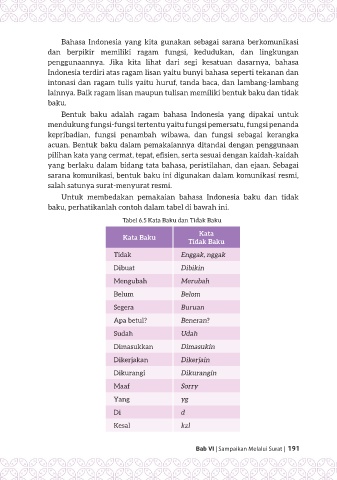 Bahasa Indonesia yang kita gunakan sebagai sarana berkomunikasi
dan berpikir memiliki ragam fungsi, kedudukan, dan lingkungan
penggunaannya. Jika kita lihat dari segi kesatuan dasarnya, bahasa
Indonesia terdiri atas ragam lisan yaitu bunyi bahasa seperti tekanan dan
intonasi dan ragam tulis yaitu huruf, tanda baca, dan lambang-lambang
lainnya. Baik ragam lisan maupun tulisan memiliki bentuk baku dan tidak
baku.
Bentuk baku adalah ragam bahasa Indonesia yang dipakai untuk
mendukung fungsi-fungsi tertentu yaitu fungsi pemersatu, fungsi penanda
kepribadian, fungsi penambah wibawa, dan fungsi sebagai kerangka
acuan. Bentuk baku dalam pemakaiannya ditandai dengan penggunaan
pilihan kata yang cermat, tepat, efisien, serta sesuai dengan kaidah-kaidah
yang berlaku dalam bidang tata bahasa, peristilahan, dan ejaan. Sebagai
sarana komunikasi, bentuk baku ini digunakan dalam komunikasi resmi,
salah satunya surat-menyurat resmi.
Untuk membedakan pemakaian bahasa Indonesia baku dan tidak
baku, perhatikanlah contoh dalam tabel di bawah ini.
Tabel 6.5 Kata Baku dan Tidak Baku
Kata Baku Kata
Tidak Baku
Tidak Enggak, nggak
Dibuat Dibikin
Mengubah Merubah
Belum Belom
Segera Buruan
Apa betul? Beneran?
Sudah Udah
Dimasukkan Dimasukin
Dikerjakan Dikerjain
Dikurangi Dikurangin
Maaf Sorry
Yang yg
Di d
Kesal kzl
Bab VI | Sampaikan Melalui Surat | 191